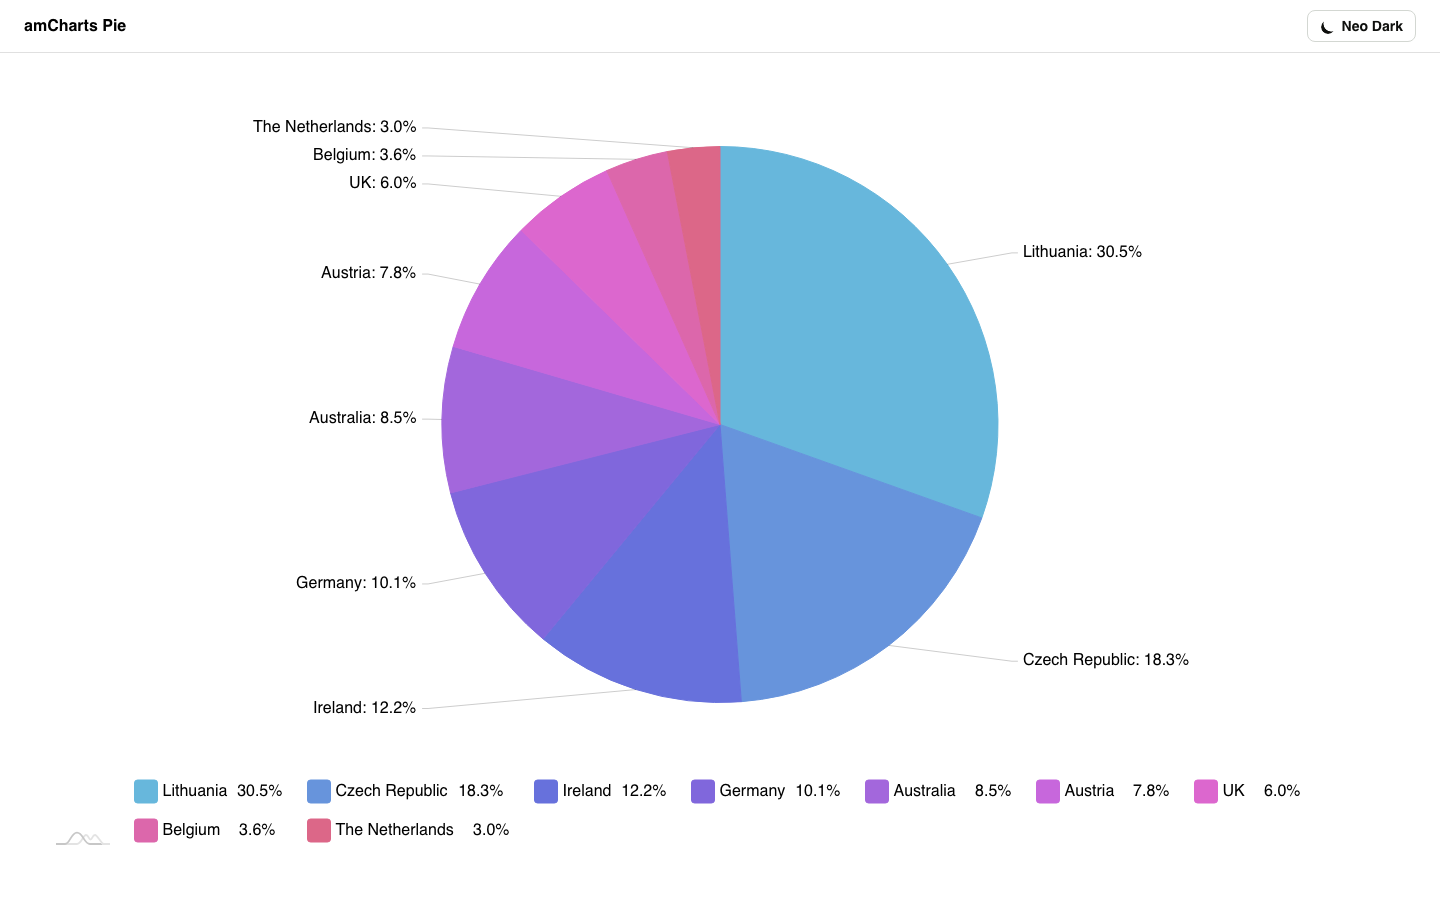 amCharts Pie
Neo Dark
The Netherlands: 3.0%
Belgium: 3.6%
UK: 6.0%
Lithuania: 30.5%
Austria: 7.8%
Australia: 8.5%
Germany: 10.1%
Czech Republic: 18.3%
Ireland: 12.2%
Lithuania 30.5% Czech Republic 18.3% Ireland 12.2% Germany 10.1% Australia 8.5% Austria 7.8% UK 6.0%
Belgium 3.6% The Netherlands 3.0%